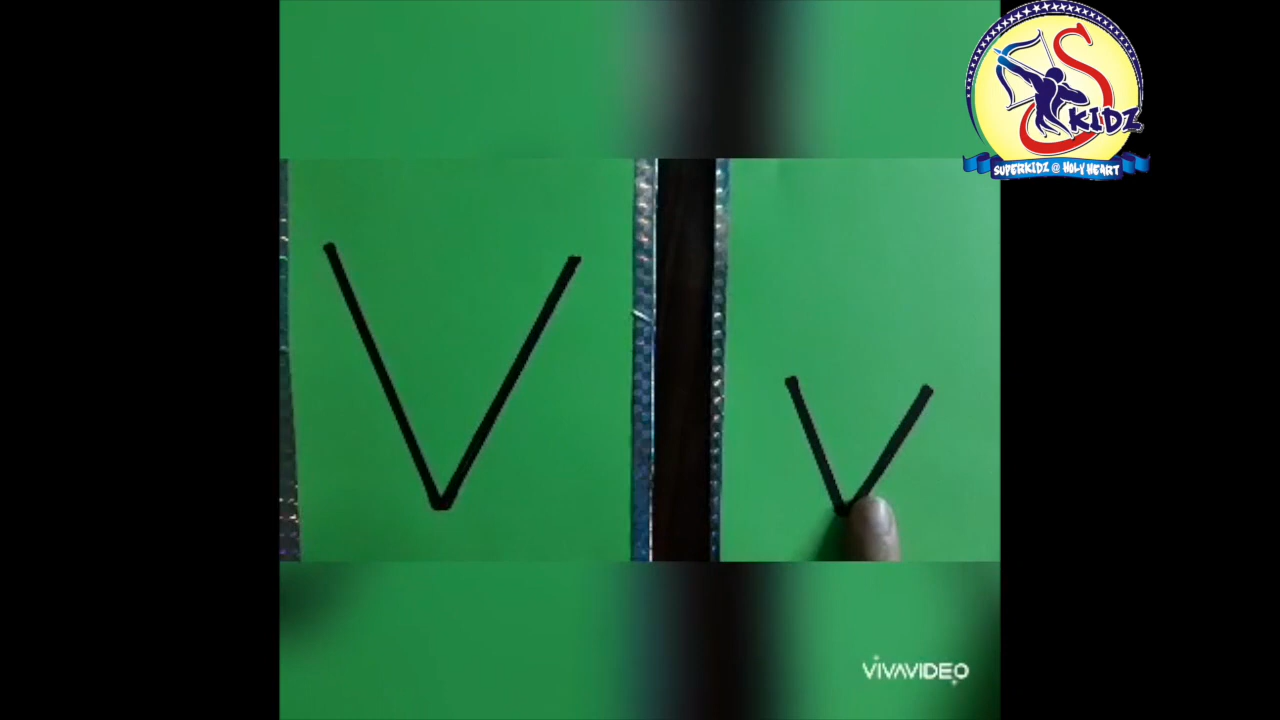 S
KIDZ
SUPERKIDZ @ HOLY HEART
V v
VIVAVIDEO